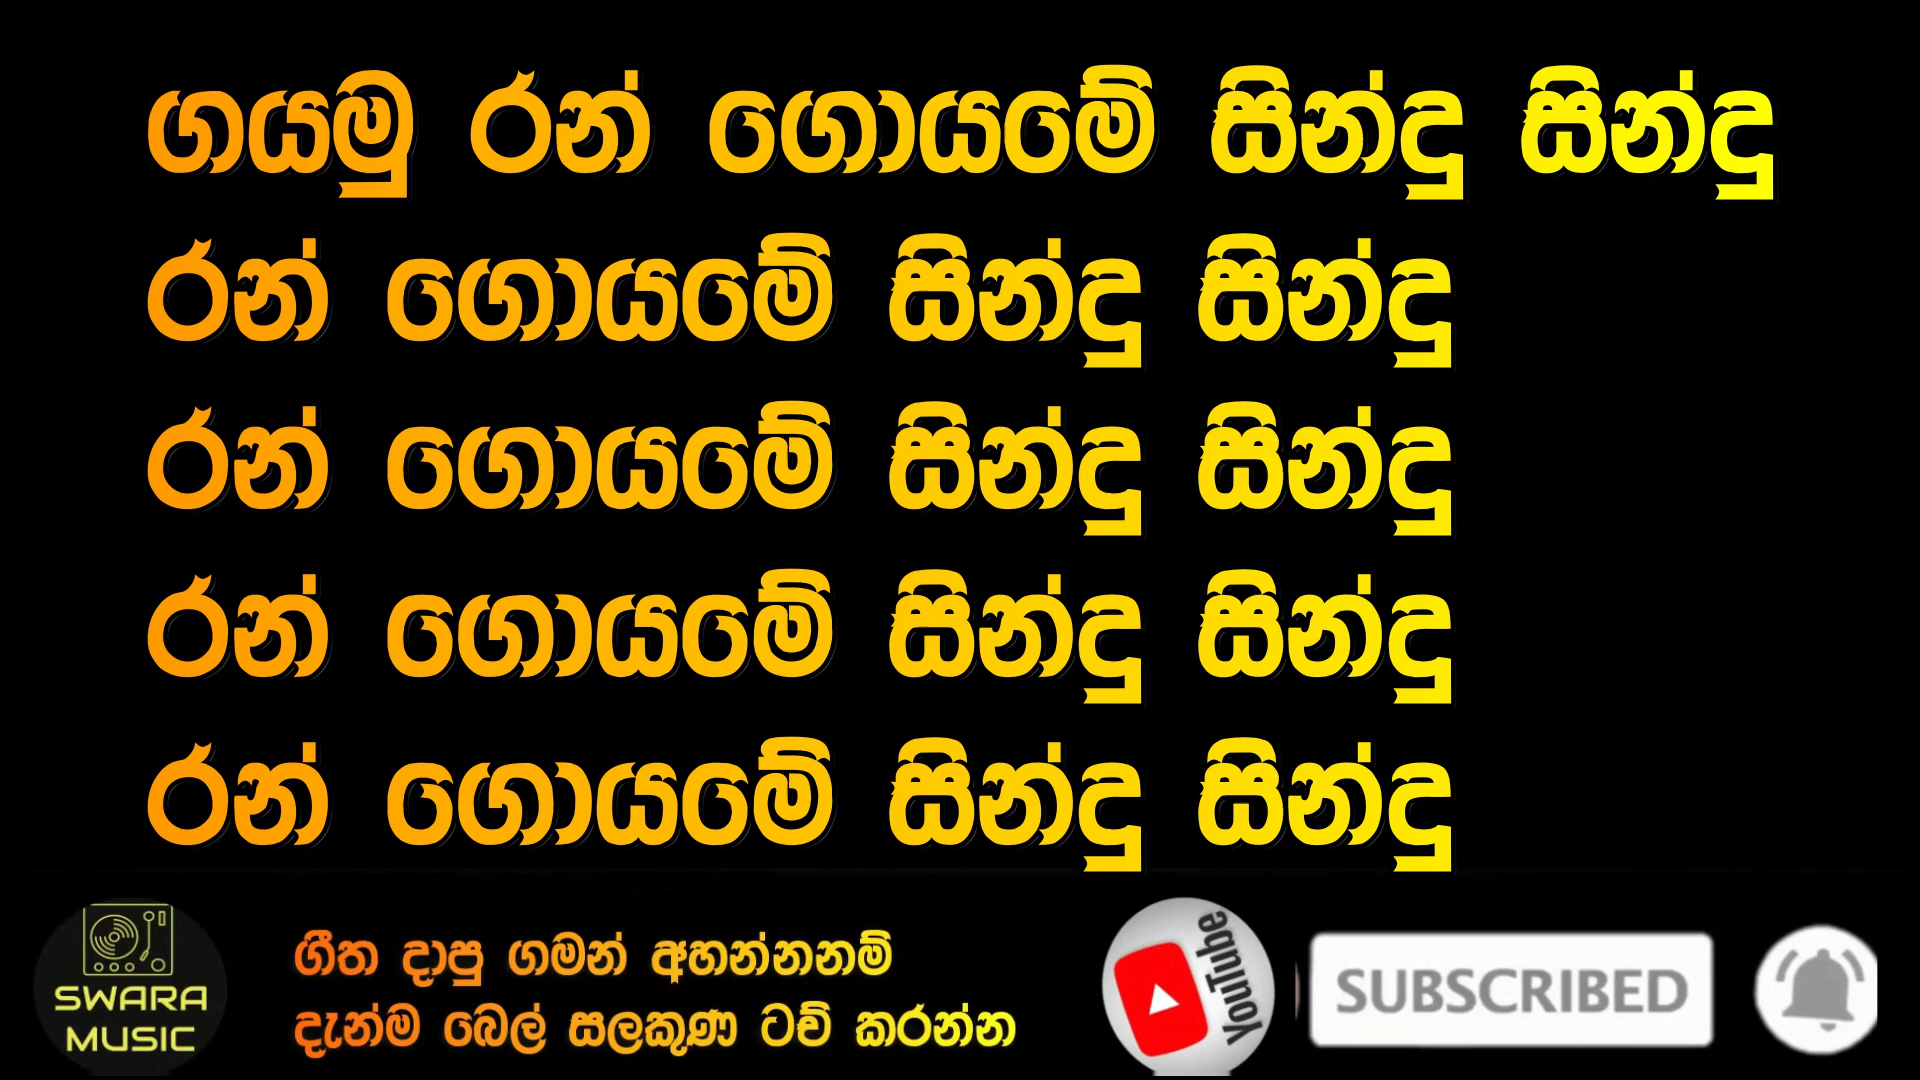 ගයමු රන් ගොයමේ සින්දු සින්දු
රන් ගොයමේ සින්දු සින්දු
රන් ගොයමේ සින්දු සින්දු
රන් ගොයමේ සින්දු සින්දු
රන් ගොයමේ සින්දු සින්දු
SWARA
MUSIC
ගීත දාපු ගමන් අහන්නනම්
දැන්ම බෙල් සලකුණ ටච් කරන්න
YouTube
SUBSCRIBED